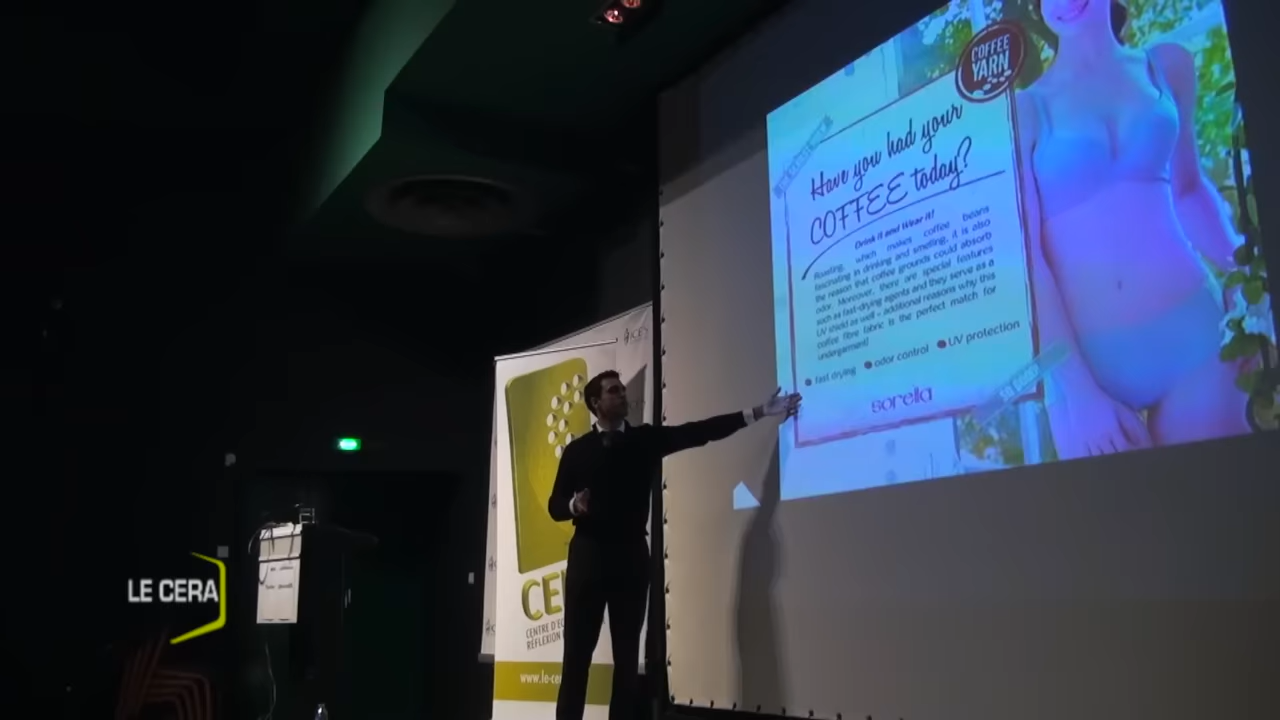 COFFEE
YARN
Have you had your
COFFEE today?
Drink it and Wear it!
Roasting, which makes coffee beans
fascinating in drinking and smelling, it is also
the reason that coffee grounds could absorb
odor. Moreover, there are special features
such as fast-drying agents and they serve as a
UV shield as well - additional reasons why this
coffee fibre fabric is the perfect match for
undergarment!
fast drying odor control UV protection
sorella
LE CERA
CENTRE D'
www.le-ce